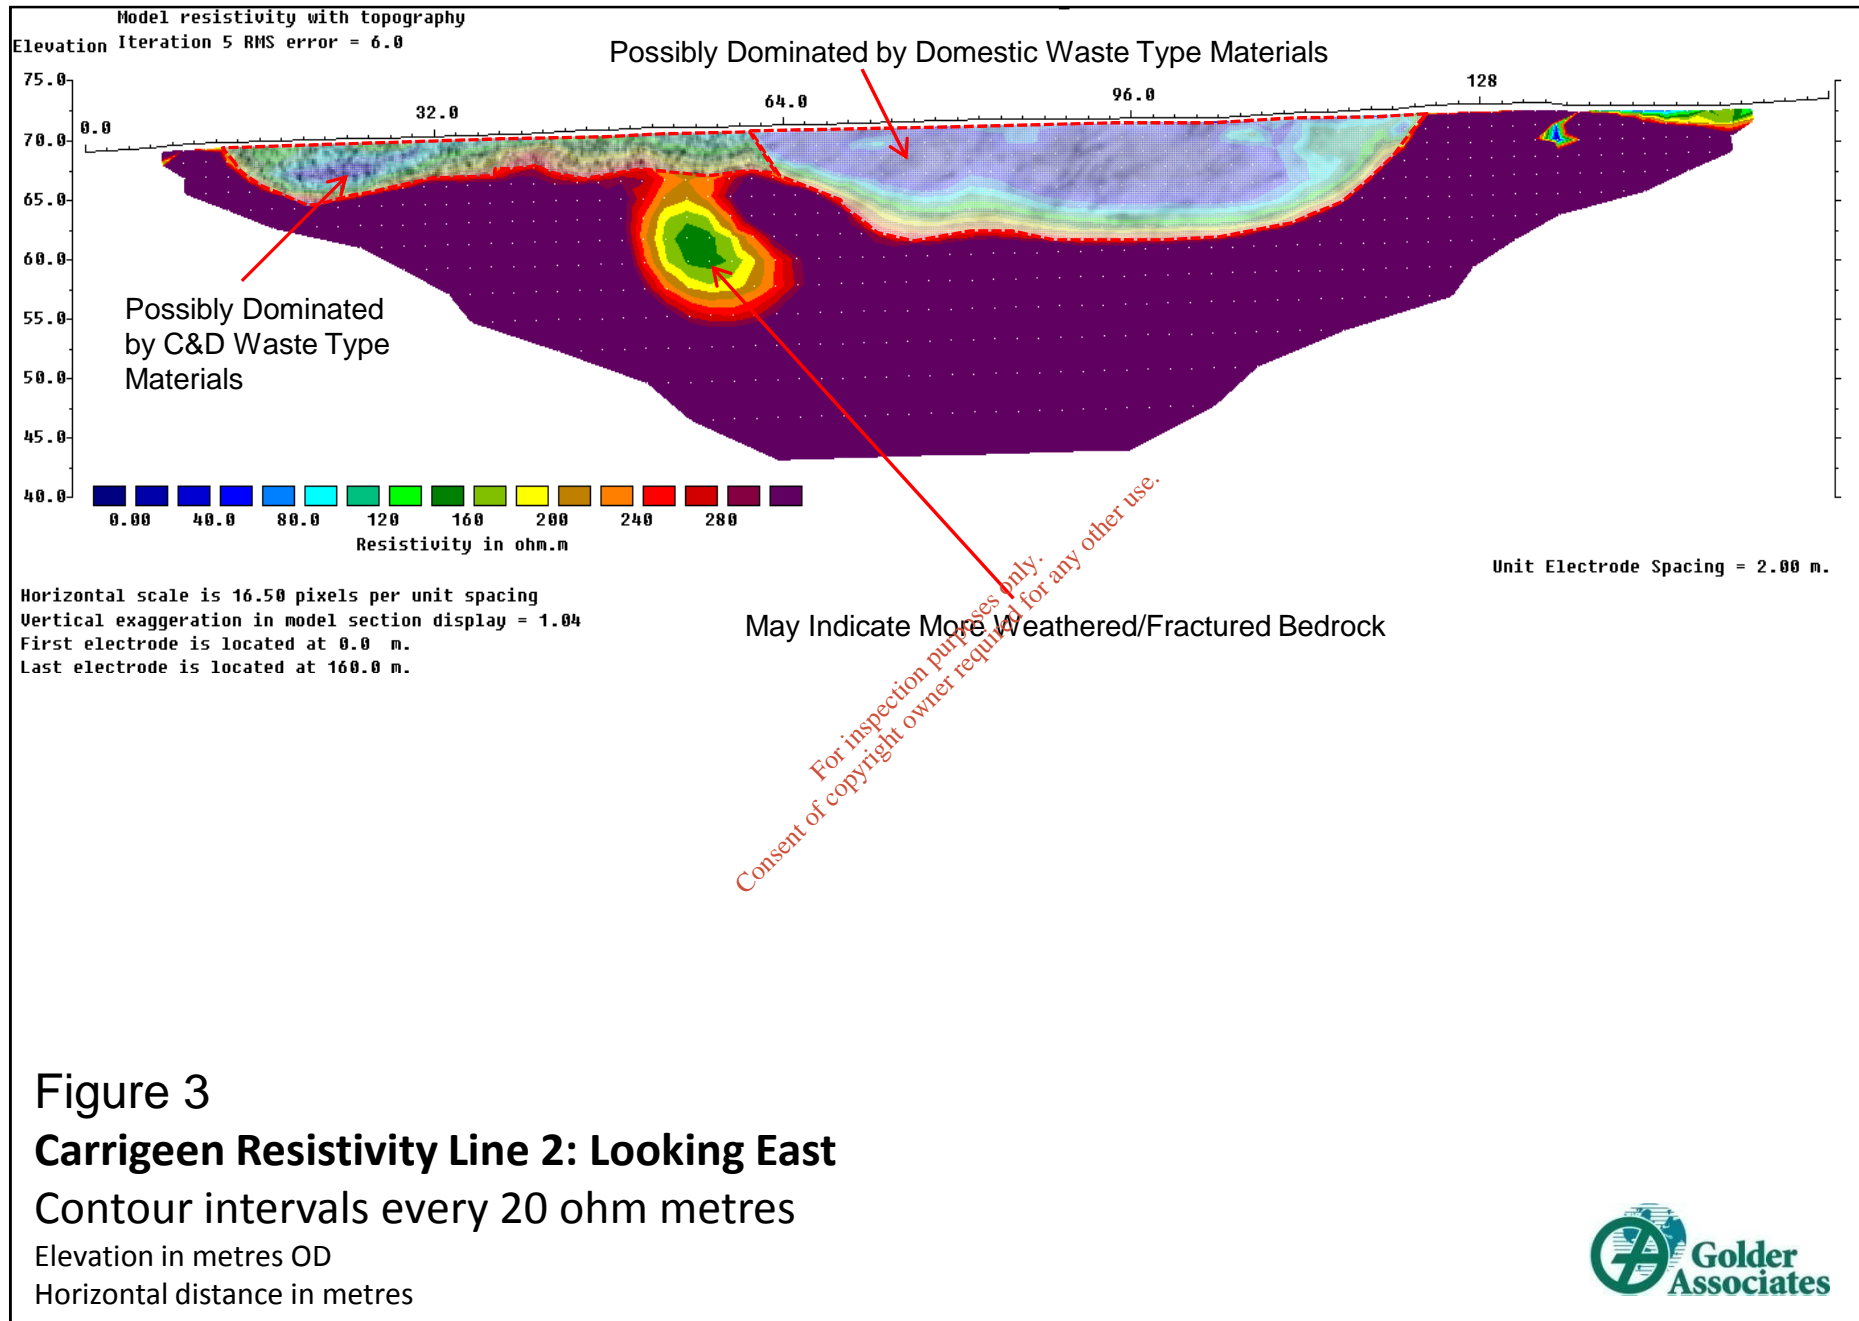 Model resistivity with topography
Elevation Iteration 5 RMS error = 6.0
Possibly Dominated by Domestic Waste Type Materials
75.0
70.0
65.0
60.0
55.0
50.0
45.0
40.0
0.0
32.0
64.0
96.0
128
Possibly Dominated
by C&D Waste Type
Materials
0.00 40.0 80.0 120 160 200 240 280
Resistivity in ohm.m
Unit Electrode Spacing = 2.00 m.
Horizontal scale is 16.50 pixels per unit spacing
Vertical exaggeration in model section display = 1.04
First electrode is located at 0.0 m.
Last electrode is located at 160.0 m.
May Indicate More Weathered/Fractured Bedrock
For inspection purposes only.
Consent of copyright owner required for any other use.
Figure 3
Carrigeen Resistivity Line 2: Looking East
Contour intervals every 20 ohm metres
Elevation in metres OD
Horizontal distance in metres
Golder
Associates